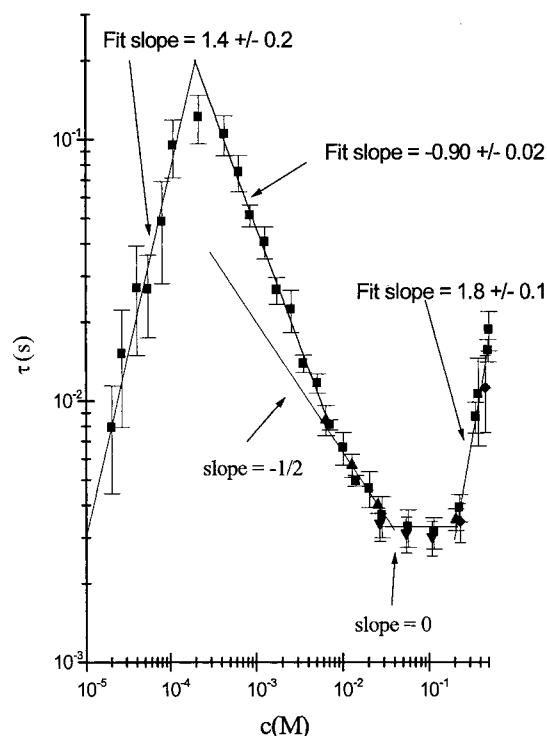 Fit slope = 1.4 +/- 0.2
10⁻¹
Fit slope = -0.90 +/- 0.02
Fit slope = 1.8 +/- 0.1
τ(s)
10⁻²
slope = -1/2
slope = 0
10⁻³
10⁻⁵ 10⁻⁴ 10⁻³ 10⁻² 10⁻¹
c(M)